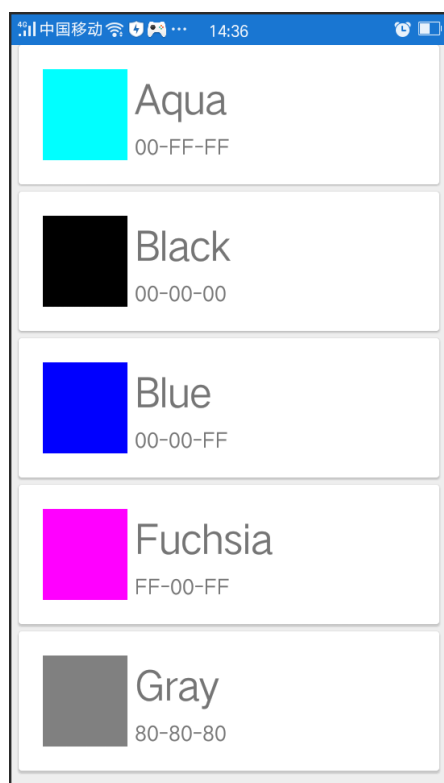 4G 中国移动 ··· 14:36
Aqua
00-FF-FF
Black
00-00-00
Blue
00-00-FF
Fuchsia
FF-00-FF
Gray
80-80-80